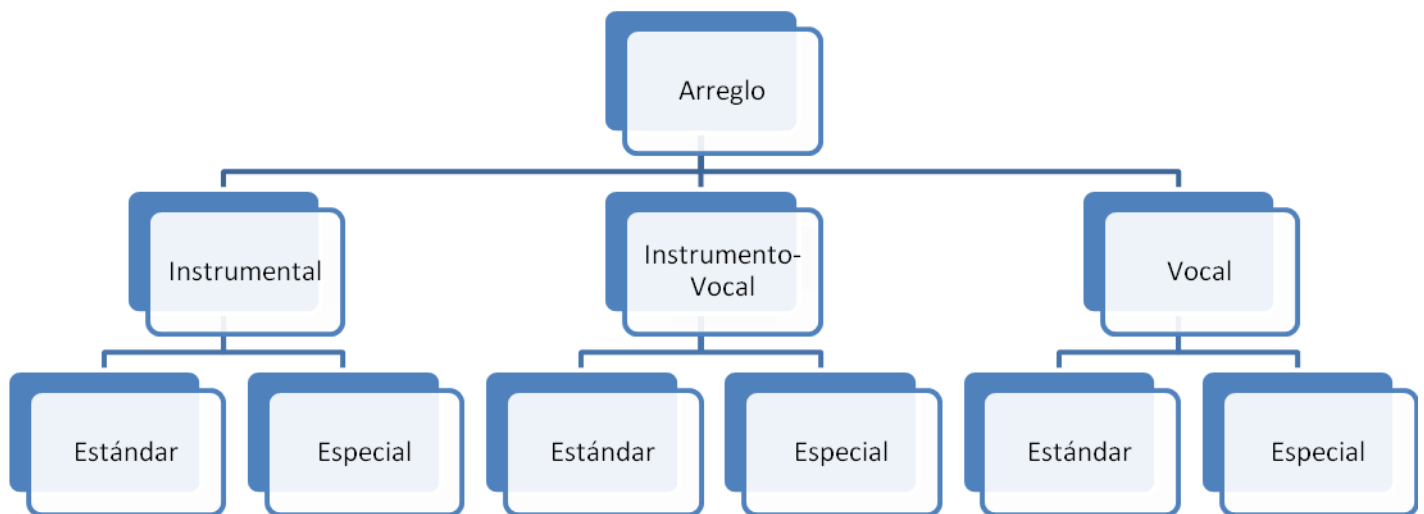 Arreglo
Instrumental
Instrumento-
Vocal
Vocal
Estándar
Especial
Estándar
Especial
Estándar
Especial